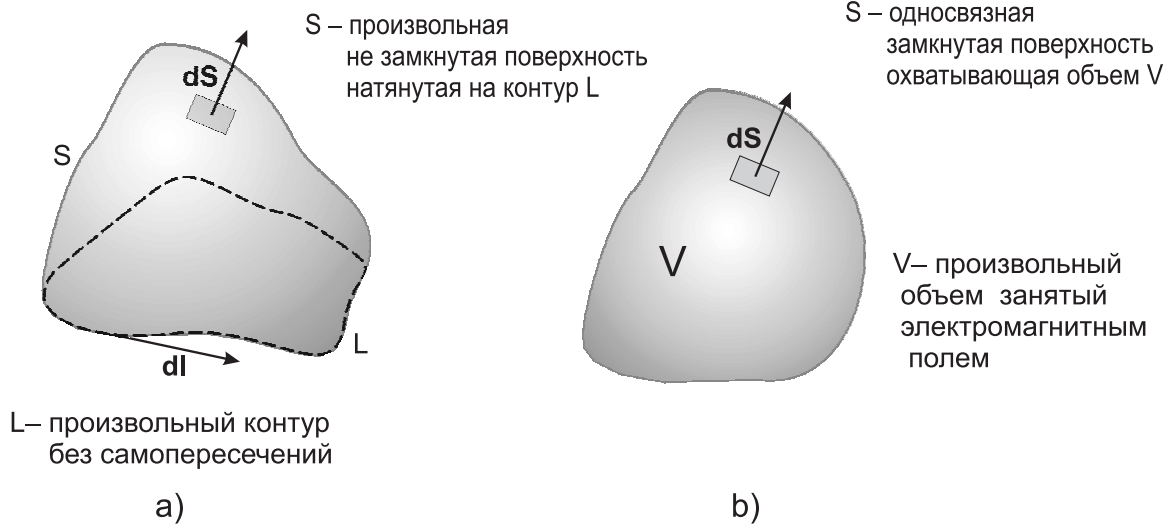 S – произвольная
не замкнутая поверхность
натянутая на контур L
dS
S
L
dl
L– произвольный контур
без самопересечений
a)
S – односвязная
замкнутая поверхность
охватывающая объем V
dS
V
V– произвольный
объем занятый
электромагнитным
полем
b)